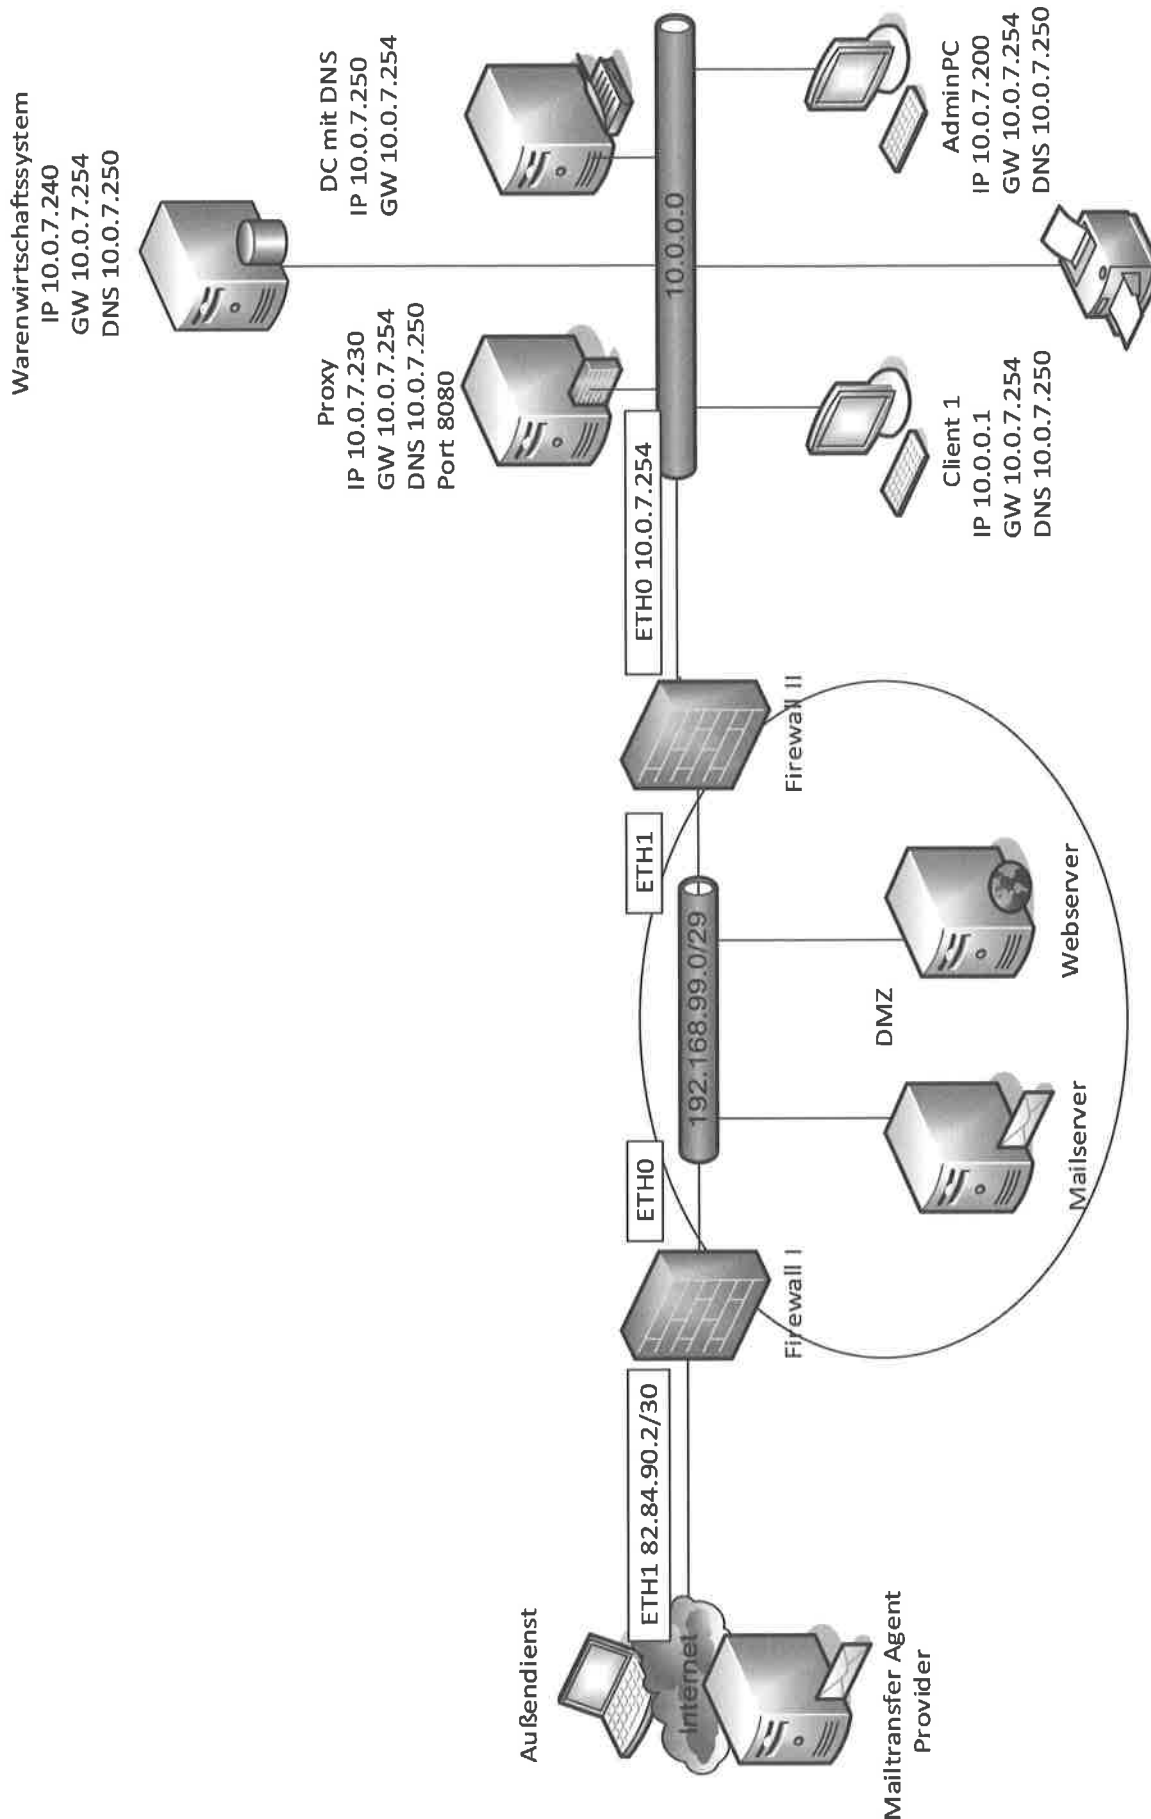 Warenwirtschaftssystem
IP 10.0.7.240
GW 10.0.7.254
DNS 10.0.7.250
Proxy
IP 10.0.7.230
GW 10.0.7.254
DNS 10.0.7.250
Port 8080
DC mit DNS
IP 10.0.7.250
GW 10.0.7.254
Außendienst
Internet
ETH1 82.84.90.2/30
ETH0
192.168.99.0/29
ETH1
ETH0 10.0.7.254
10.0.0.0
Firewall I
Firewall II
DMZ
Mailtransfer Agent
Provider
Mailserver
Webserver
Client 1
IP 10.0.0.1
GW 10.0.7.254
DNS 10.0.7.250
AdminPC
IP 10.0.7.200
GW 10.0.7.254
DNS 10.0.7.250